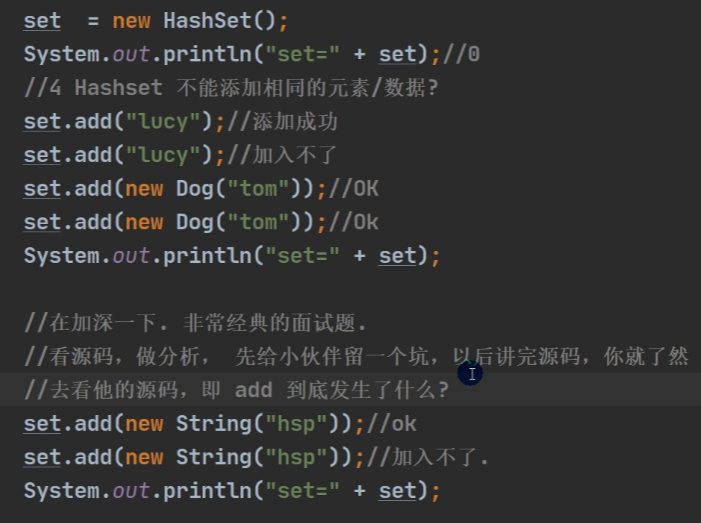 set  = new HashSet();
System.out.println("set=" + set);//0
//4 Hashset 不能添加相同的元素/数据?
set.add("lucy");//添加成功
set.add("lucy");//加入不了
set.add(new Dog("tom"));//OK
set.add(new Dog("tom"));//Ok
System.out.println("set=" + set);
//在加深一下. 非常经典的面试题.
//看源码,做分析, 先给小伙伴留一个坑,以后讲完源码,你就了然
//去看他的源码,即 add 到底发生了什么?
set.add(new String("hsp"));//ok
set.add(new String("hsp"));//加入不了.
System.out.println("set=" + set);